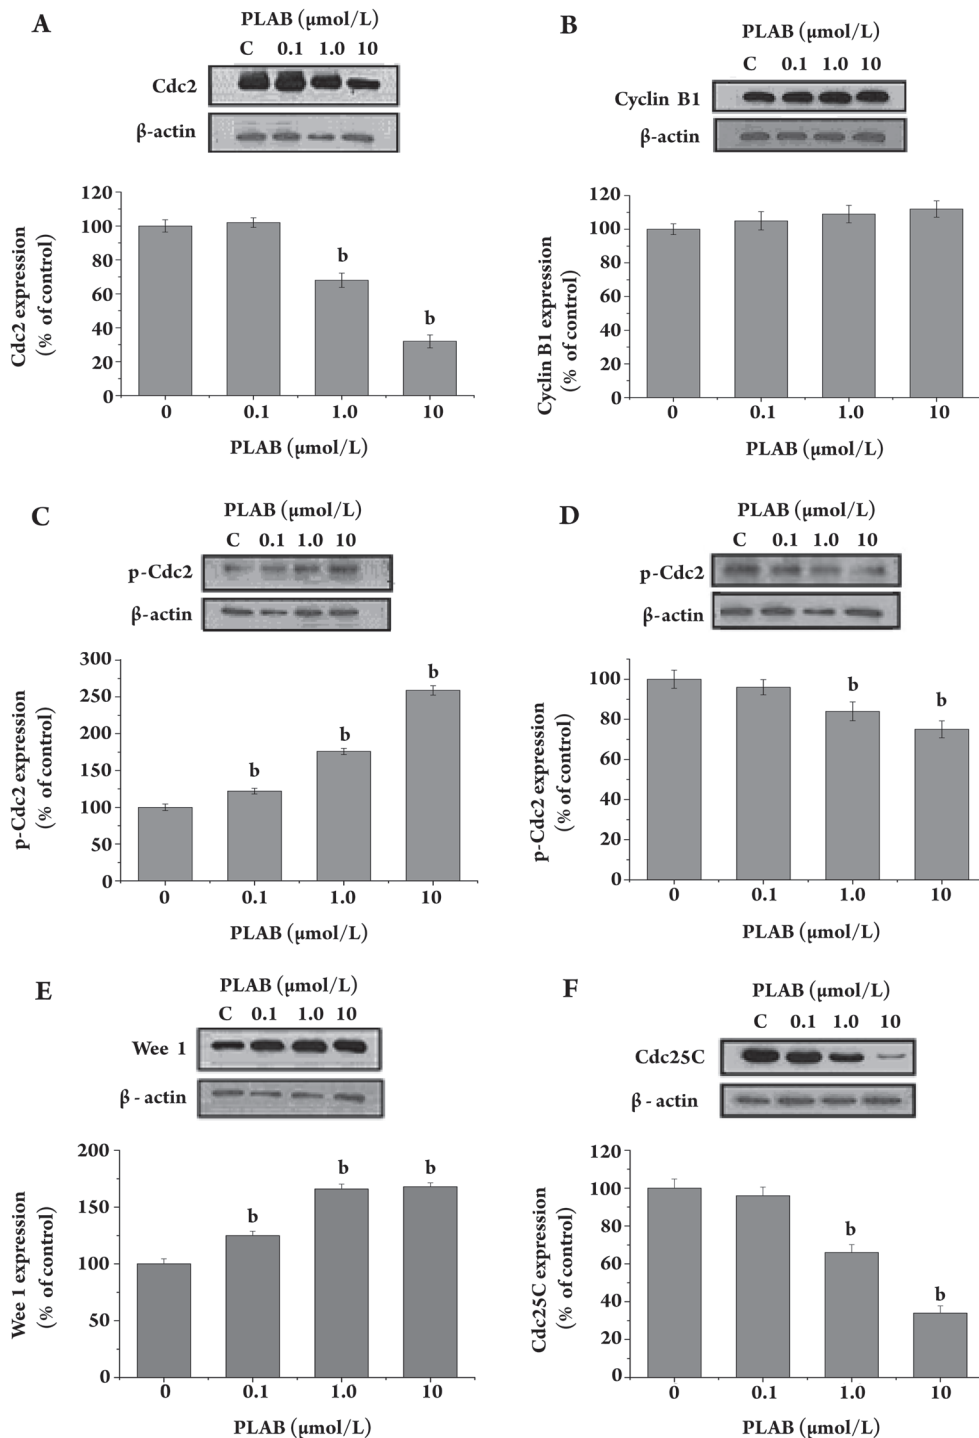 A
PLAB (µmol/L)
C 0.1 1.0 10
Cdc2
β-actin
120
100
80
60
40
20
0
Cdc2 expression
(% of control)
b
b
0 0.1 1.0 10
PLAB (µmol/L)
B
PLAB (µmol/L)
C 0.1 1.0 10
Cyclin B1
β-actin
120
100
80
60
40
20
0
Cyclin B1 expression
(% of control)
0 0.1 1.0 10
PLAB (µmol/L)
C
PLAB (µmol/L)
C 0.1 1.0 10
p-Cdc2
β-actin
300
250
200
150
100
50
0
p-Cdc2 expression
(% of control)
b
b
b
0 0.1 1.0 10
PLAB (µmol/L)
D
PLAB (µmol/L)
C 0.1 1.0 10
p-Cdc2
β-actin
100
80
60
40
20
0
p-Cdc2 expression
(% of control)
b
b
0 0.1 1.0 10
PLAB (µmol/L)
E
PLAB (µmol/L)
C 0.1 1.0 10
Wee 1
β - actin
200
150
100
50
0
Wee 1 expression
(% of control)
b
b
b
0 0.1 1.0 10
PLAB (µmol/L)
F
PLAB (µmol/L)
C 0.1 1.0 10
Cdc25C
β - actin
120
100
80
60
40
20
0
Cdc25C expression
(% of control)
b
b
0 0.1 1.0 10
PLAB (µmol/L)